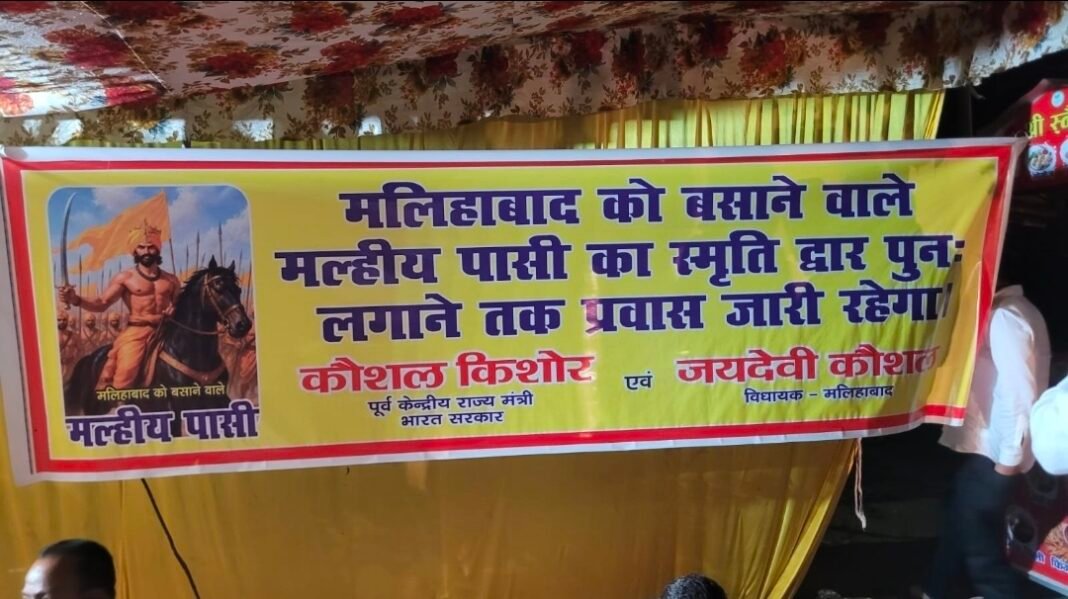 मलिहाबाद को बसाने वाले
मल्हीय पासी का स्मृति द्वार पुनः
लगाने तक प्रवास जारी रहेगा।
कौशल किशोर
पूर्व केन्द्रीय राज्य मंत्री
भारत सरकार
एवं
जयदेवी कौशल
विधायक - मलिहाबाद
मलिहाबाद को बसाने वाले
मल्हीय पासी